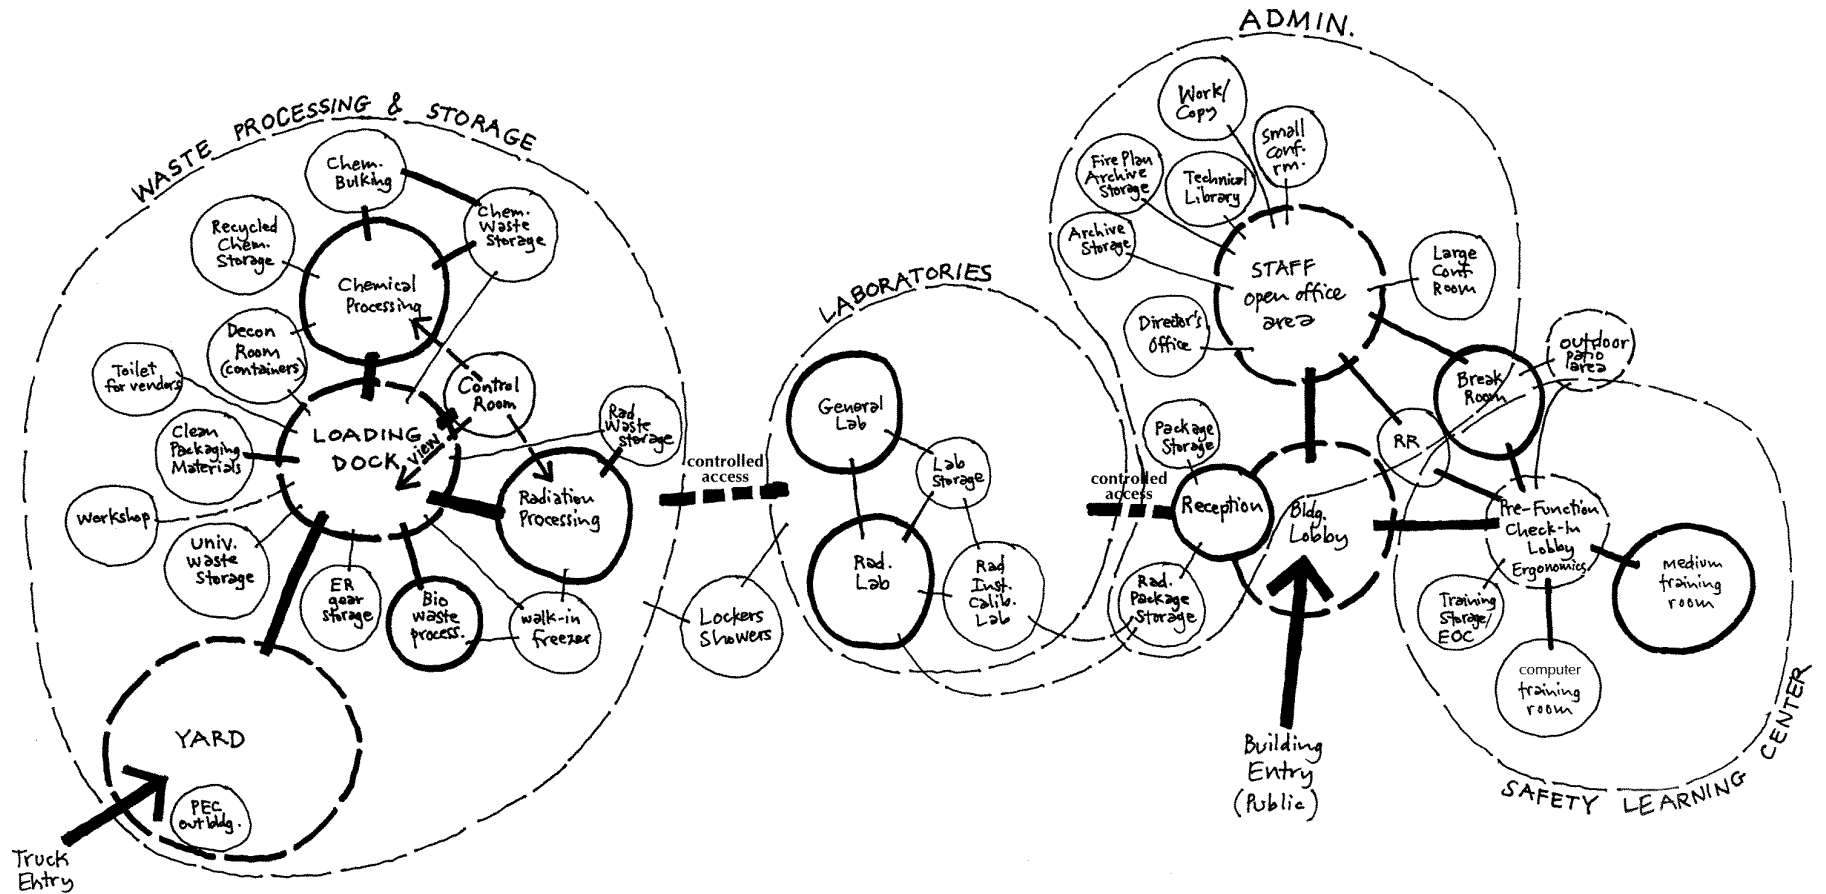 ADMIN.
WASTE PROCESSING & STORAGE
Chem.
Bulking
Recycled
Chem.
Storage
Chem.
Waste
Storage
Chemical
Processing
Decon
Room
(containers)
Toilet
for vendors
Control
Room
LOADING
DOCK
view
Clean
Packaging
Materials
Rad
Waste
storage
Radiation
Processing
Workshop
Univ.
Waste
Storage
ER
gear
storage
Bio
waste
process.
walk-in
freezer
YARD
PEC
outbldg.
Truck
Entry
controlled
access
Lockers
Showers
LABORATORIES
General
Lab
Lab
Storage
Rad.
Lab
Rad
Inst.
Calib.
Lab
controlled
access
Work/
Copy
Small
Conf.
rm.
Fire Plan
Archive
Storage
Technical
Library
Archive
Storage
STAFF
open office
area
Large
Conf
Room
Director's
Office
Package
Storage
Reception
Bldg.
Lobby
Rad.
Package
Storage
Building
Entry
(Public)
Break
Room
outdoor
patio
area
RR
Pre-Function
Check-In
Lobby
Ergonomics
Medium
training
room
Training
Storage/
EOC
computer
training
room
SAFETY LEARNING CENTER